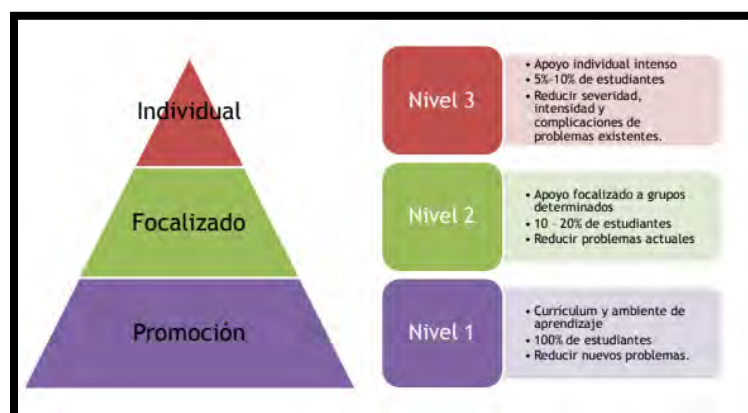 Individual
Nivel 3
• Apoyo individual intenso
• 5%-10% de estudiantes
• Reducir severidad,
intensidad y
complicaciones de
problemas existentes.
Focalizado
Nivel 2
• Apoyo focalizado a grupos
determinados
• 10 - 20% de estudiantes
• Reducir problemas actuales
Promoción
Nivel 1
• Curriculum y ambiente de
aprendizaje
• 100% de estudiantes
• Reducir nuevos problemas.